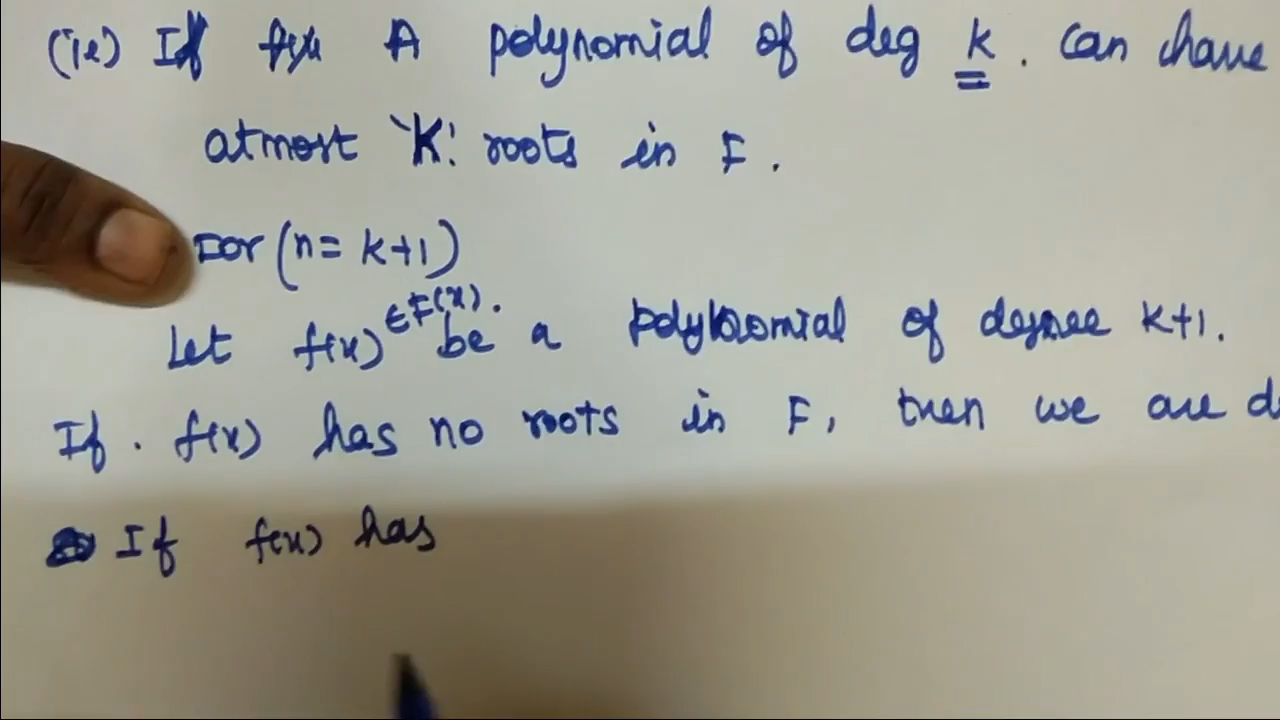 (ie) If f(x A polynomial of deg k. can have
atmost 'K' roots in F.
For (n = k+1)
Let f(x) ∈ F(x). be a polynomial of degree k+1.
If. f(x) has no roots in F, then we are
If f(x) has